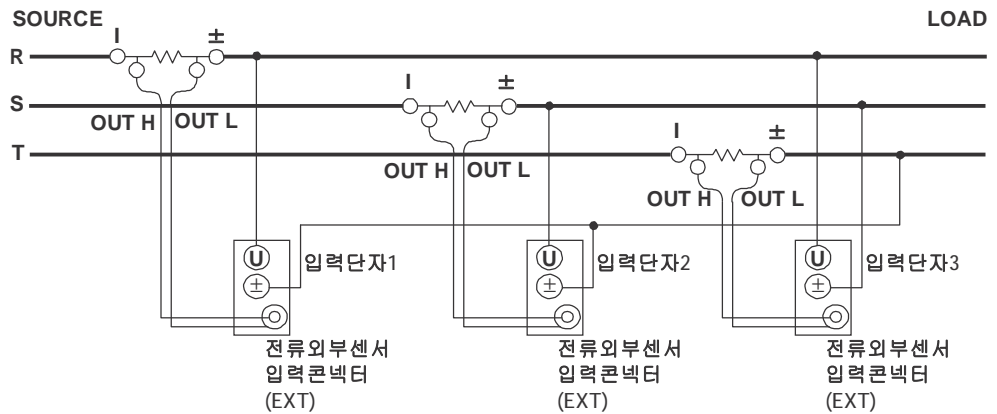 SOURCE
LOAD
I ±
R
I ±
S
OUT H OUT L
I ±
T
OUT H OUT L
OUT H OUT L
U 입력단자1
±
U 입력단자2
±
U 입력단자3
±
전류외부센서
입력콘넥터
(EXT)
전류외부센서
입력콘넥터
(EXT)
전류외부센서
입력콘넥터
(EXT)